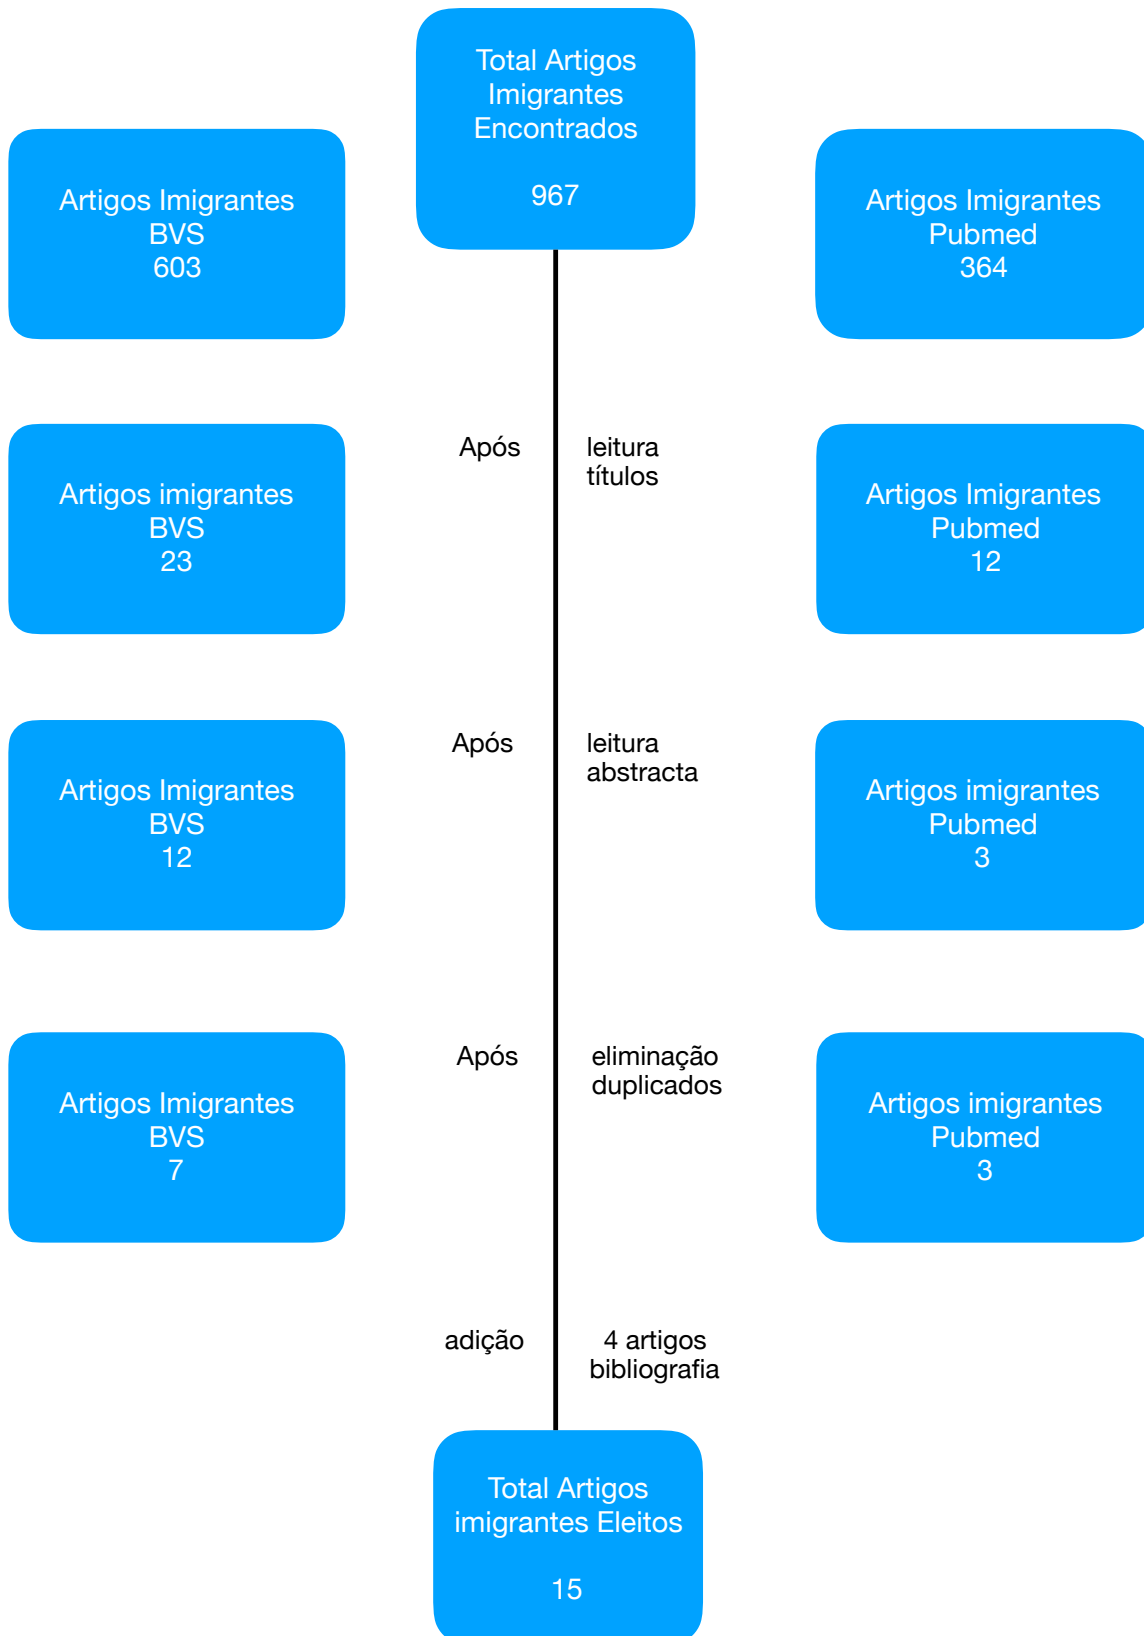 Total Artigos
Imigrantes
Encontrados
967
Artigos Imigrantes
BVS
603
Artigos Imigrantes
Pubmed
364
Após
leitura
títulos
Artigos imigrantes
BVS
23
Artigos Imigrantes
Pubmed
12
Após
leitura
abstracta
Artigos Imigrantes
BVS
12
Artigos imigrantes
Pubmed
3
Após
eliminação
duplicados
Artigos Imigrantes
BVS
7
Artigos imigrantes
Pubmed
3
adição
4 artigos
bibliografia
Total Artigos
imigrantes Eleitos
15